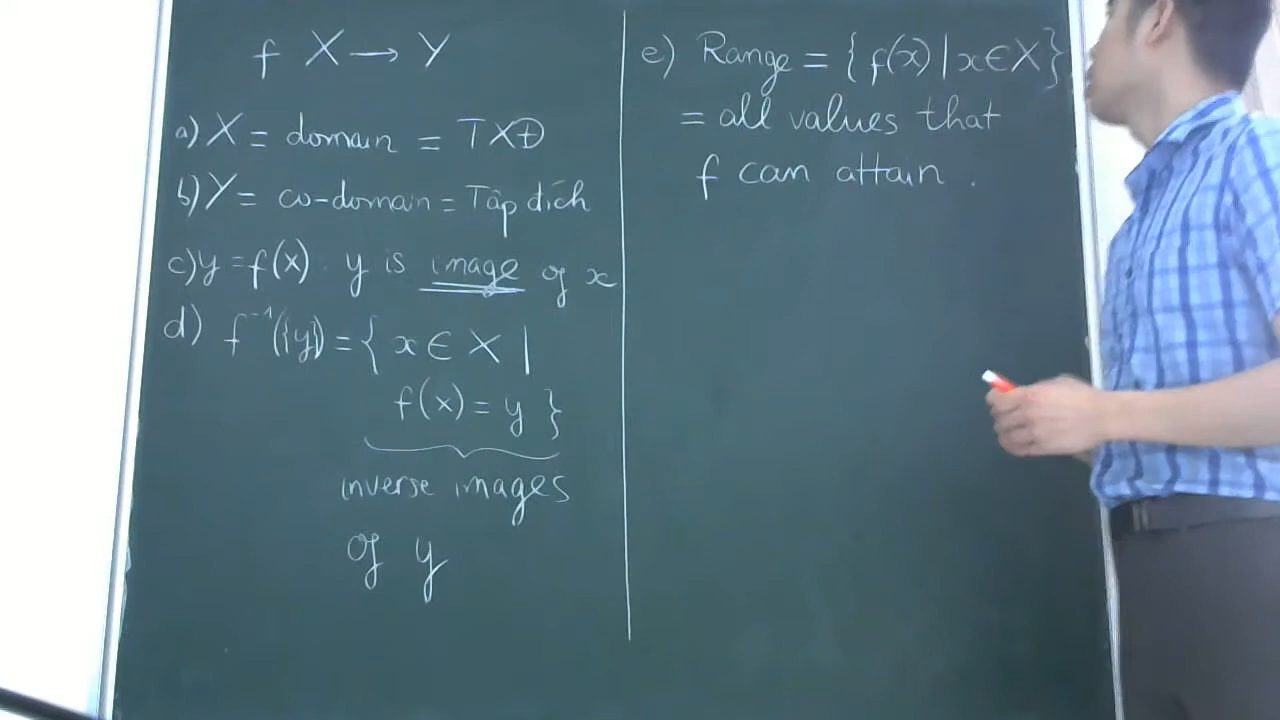 f X → Y
a) X = domain = TXĐ
b) Y = co-domain = Tập đích
c) y = f(x) y is image of x
d) f⁻¹({y}) = { x ∈ X |
f(x) = y }
inverse images
of y
e) Range = { f(x) | x ∈ X }
= all values that
f can attain.